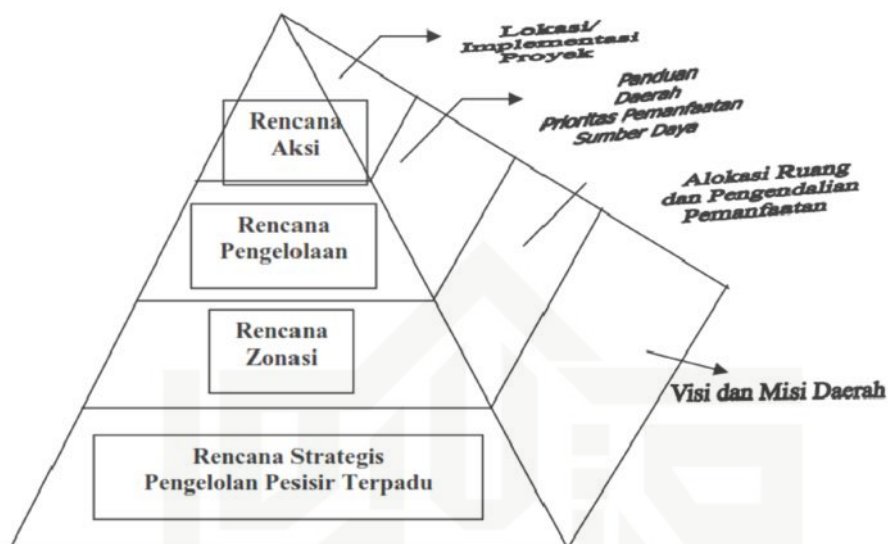 Lokasi/
Implementasi
Proyek
Panduan
Daerah
Prioritas Pemanfaatan
Sumber Daya
Alokasi Ruang
dan Pengendalian
Pemanfaatan
Visi dan Misi Daerah
Rencana
Aksi
Rencana
Pengelolaan
Rencana
Zonasi
Rencana Strategis
Pengelolan Pesisir Terpadu